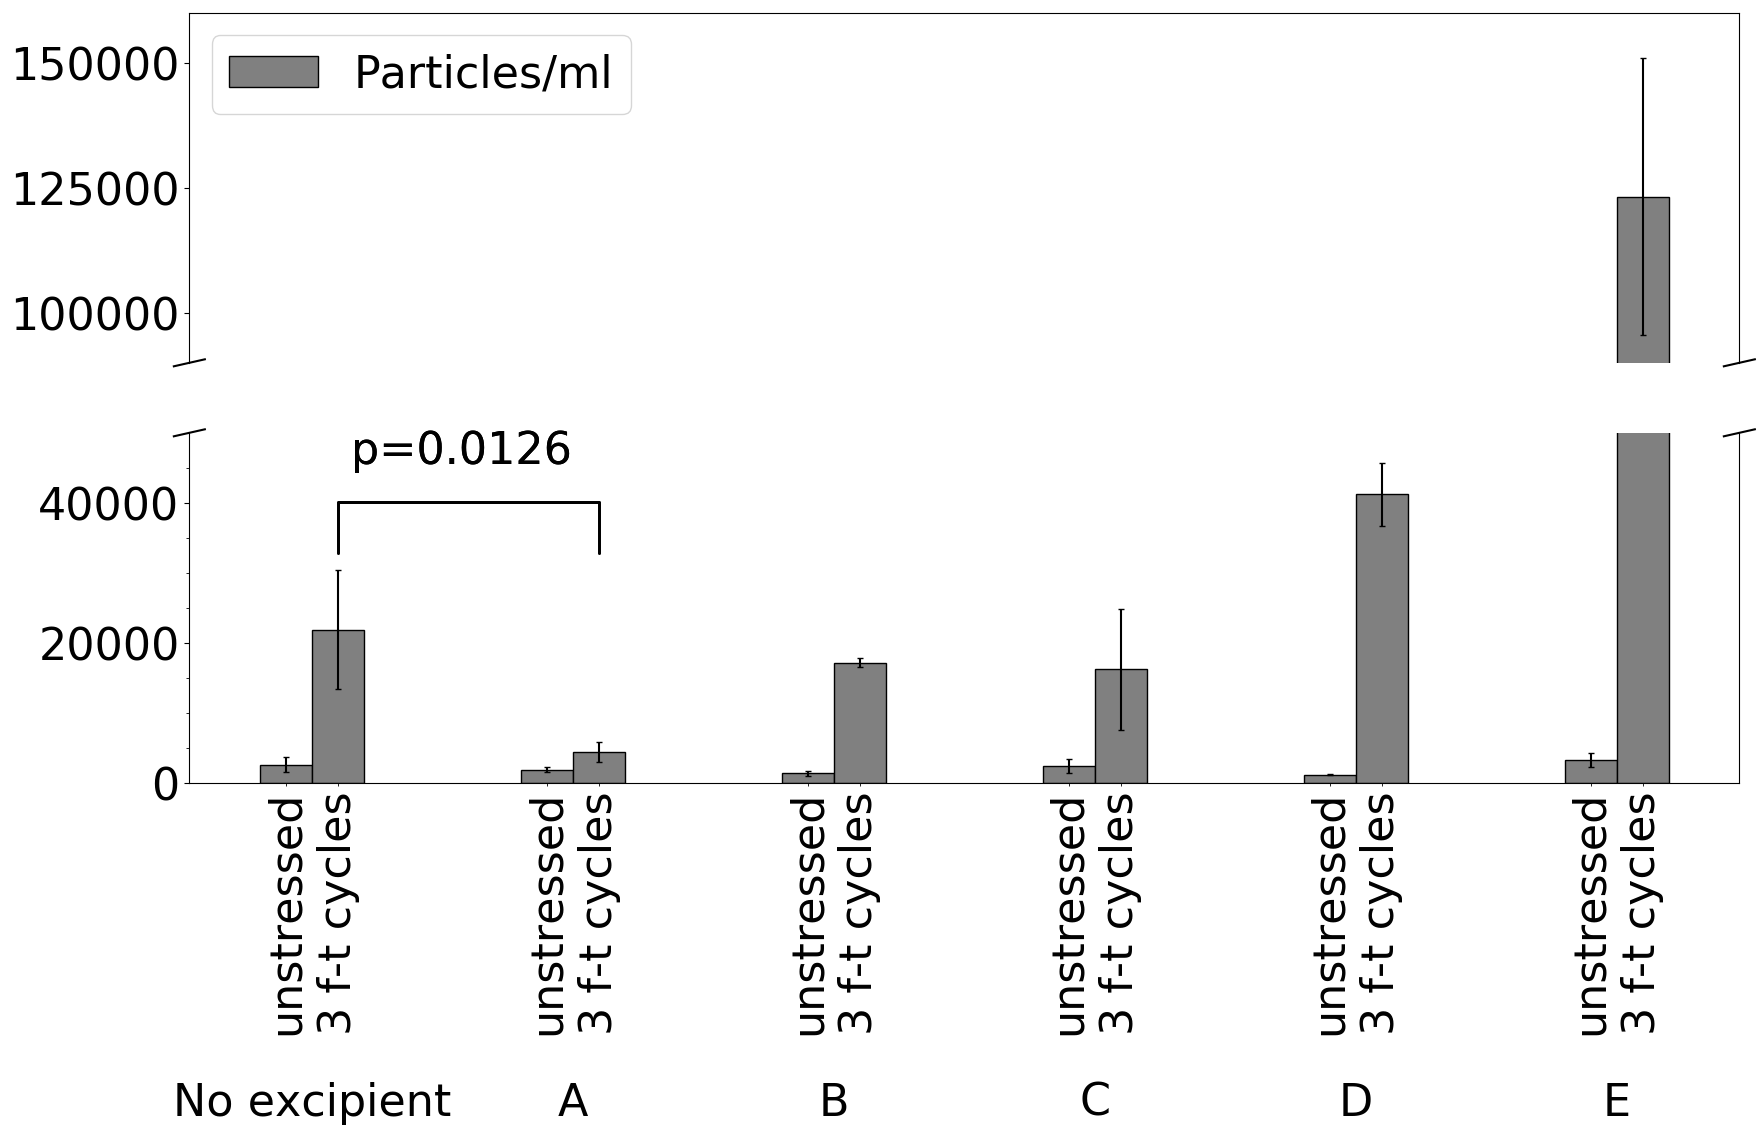 150000
125000
100000
40000
20000
0
Particles/ml
p=0.0126
unstressed
3 f-t cycles
unstressed
3 f-t cycles
unstressed
3 f-t cycles
unstressed
3 f-t cycles
unstressed
3 f-t cycles
unstressed
3 f-t cycles
No excipient A B C D E